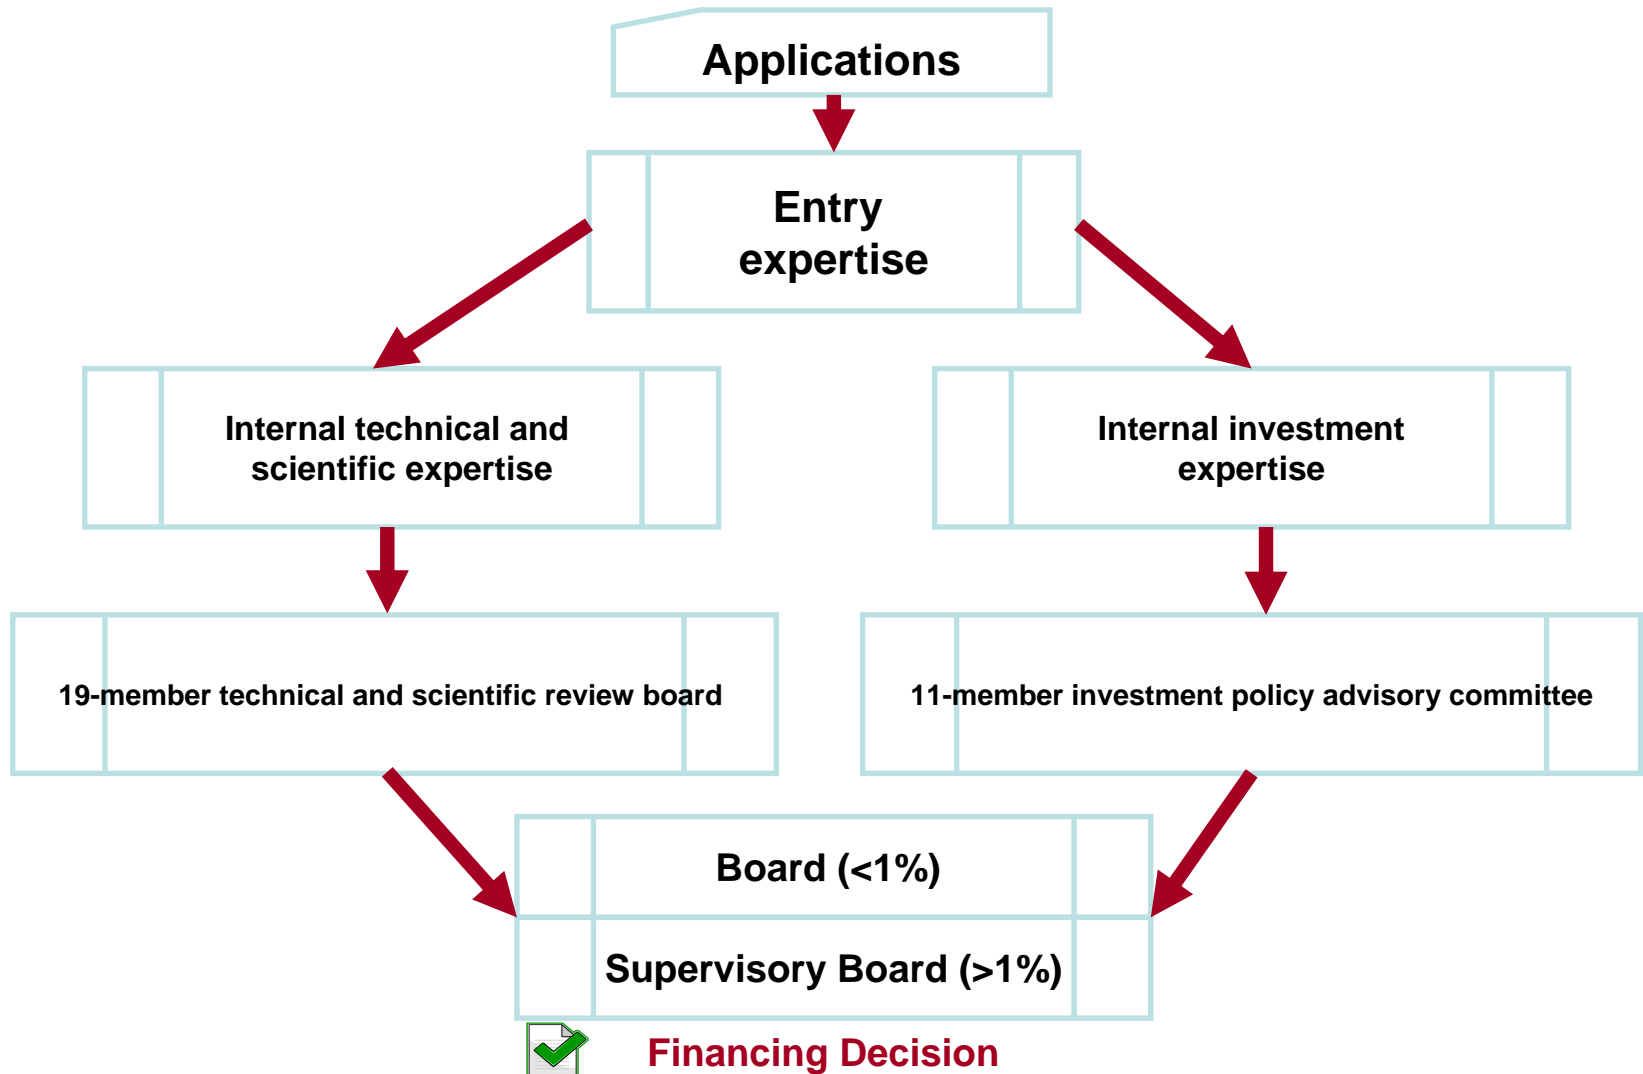 Applications
Entry
expertise
Internal technical and
scientific expertise
Internal investment
expertise
19-member technical and scientific review board
11-member investment policy advisory committee
Board (<1%)
Supervisory Board (>1%)
Financing Decision